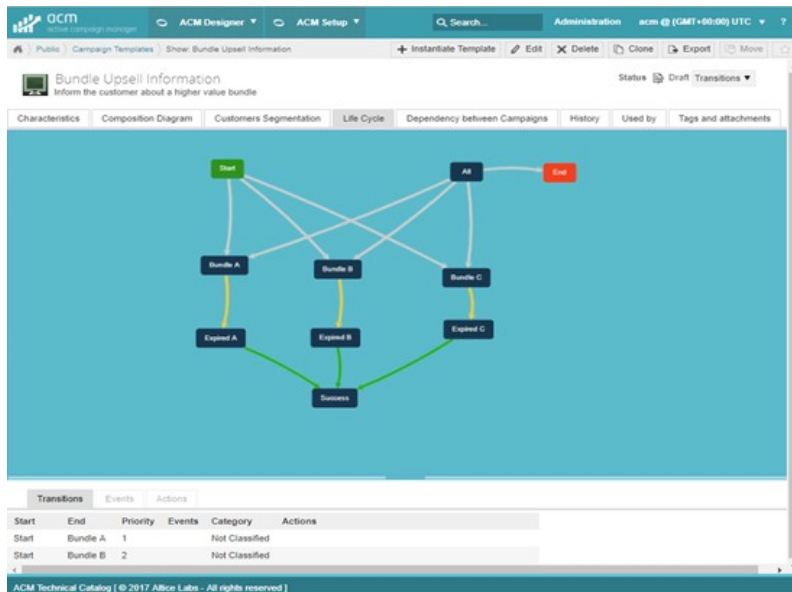 acm
active campaign manager
ACM Designer
ACM Setup
Search...
Administration
acm @ (GMT+00:00) UTC
?
Public
Campaign Templates
Show: Bundle Upsell Information
Instantiate Template
Edit
Delete
Clone
Export
Move
Bundle Upsell Information
Inform the customer about a higher value bundle
Status Draft Transitions
Characteristics
Composition Diagram
Customers Segmentation
Life Cycle
Dependency between Campaigns
History
Used by
Tags and attachments
Start
All
End
Bundle A
Bundle B
Bundle C
Expired A
Expired B
Expired C
Success
Transitions
Events
Actions
Start End Priority Events Category Actions
Start Bundle A 1 Not Classified
Start Bundle B 2 Not Classified
ACM Technical Catalog [ © 2017 Altice Labs - All rights reserved ]